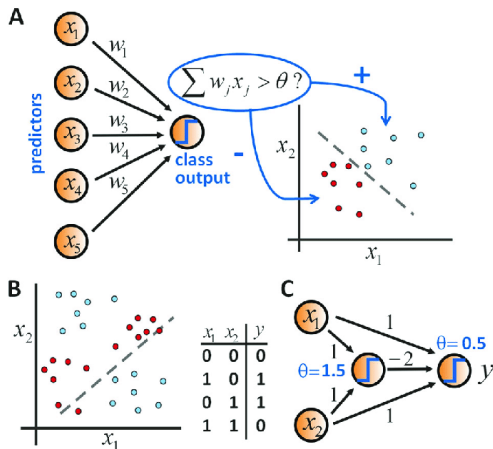 A
predictors
x1
x2
x3
x4
x5
w1
w2
w3
w4
w5
∑ wj xj > θ ?
+
-
class
output
x2
x1
B
x2
x1
x1 x2 y
0 0 0
1 0 1
0 1 1
1 1 0
C
x1
x2
1
1
1
1
θ=1.5
-2
θ=0.5
y